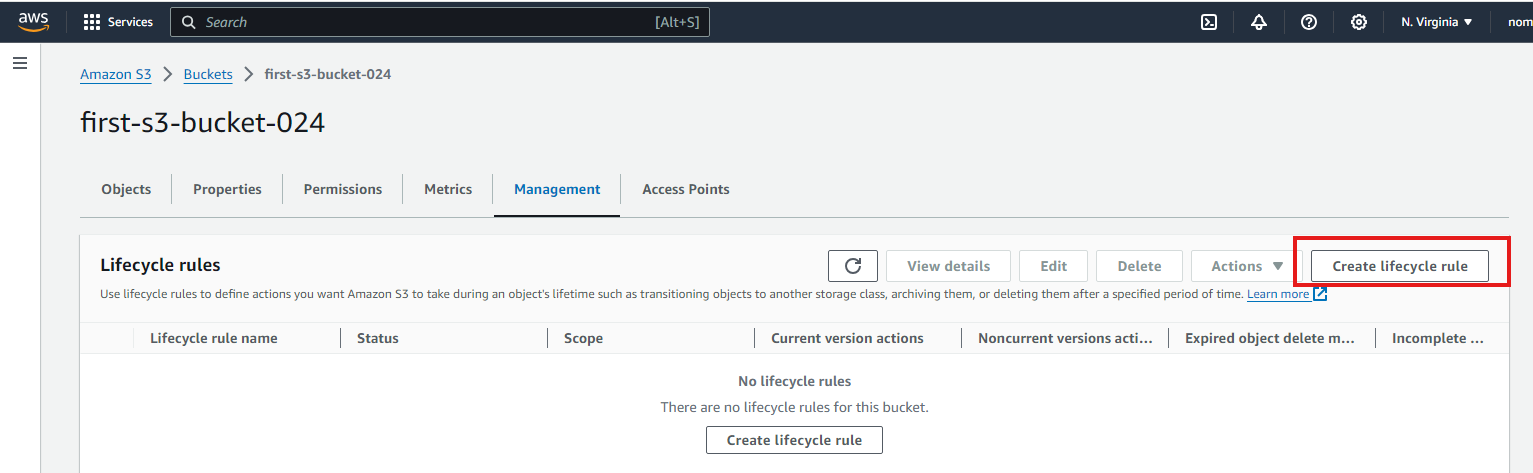 aws Services Search [Alt+S] N. Virginia nom
Amazon S3 Buckets first-s3-bucket-024
first-s3-bucket-024
Objects Properties Permissions Metrics Management Access Points
Lifecycle rules View details Edit Delete Actions Create lifecycle rule
Use lifecycle rules to define actions you want Amazon S3 to take during an object's lifetime such as transitioning objects to another storage class, archiving them, or deleting them after a specified period of time. Learn more
Lifecycle rule name Status Scope Current version actions Noncurrent versions acti... Expired object delete m... Incomplete ...
No lifecycle rules
There are no lifecycle rules for this bucket.
Create lifecycle rule